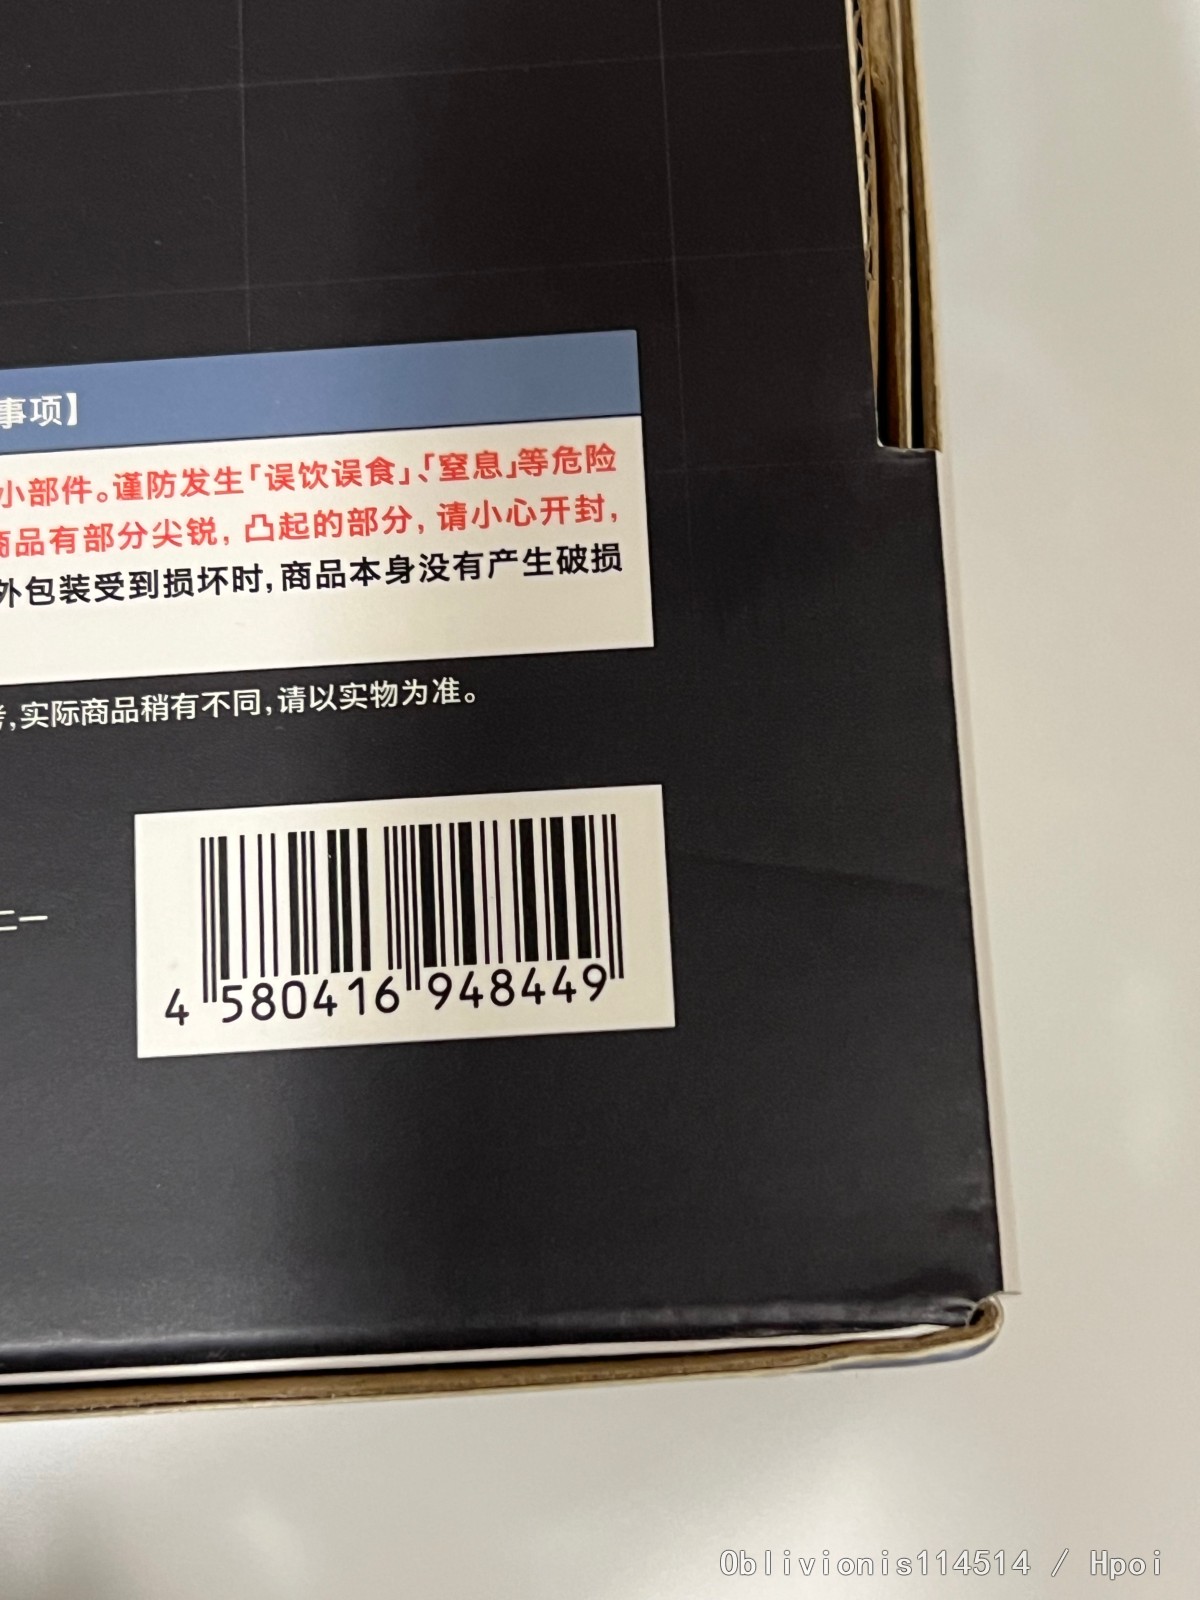 事项】
小部件。谨防发生「误饮误食」、「窒息」等危险
商品有部分尖锐，凸起的部分，请小心开封，
外包装受到损坏时，商品本身没有产生破损
，实际商品稍有不同，请以实物为准。
二一
4 580416 948449
Oblivionis114514 / Hpoi